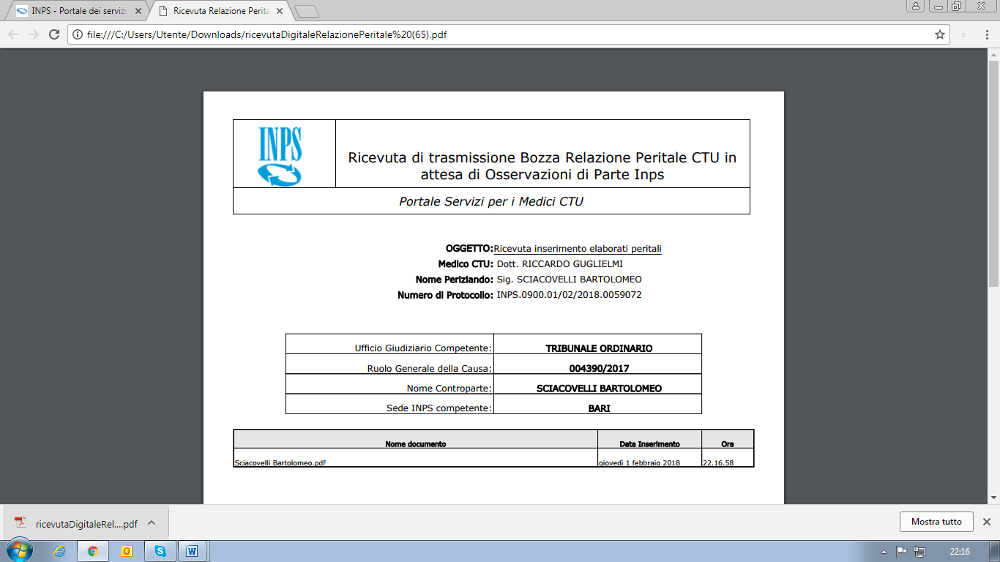 INPS - Portale dei servizi
Ricevuta Relazione Perita
file:///C:/Users/Utente/Downloads/ricevutaDigitaleRelazionePeritale%20(65).pdf
INPS
Ricevuta di trasmissione Bozza Relazione Peritale CTU in
attesa di Osservazioni di Parte Inps
Portale Servizi per i Medici CTU
OGGETTO:Ricevuta inserimento elaborati peritali
Medico CTU: Dott. RICCARDO GUGLIELMI
Nome Periziando: Sig. SCIACOVELLI BARTOLOMEO
Numero di Protocollo: INPS.0900.01/02/2018.0059072
Ufficio Giudiziario Competente: TRIBUNALE ORDINARIO
Ruolo Generale della Causa: 004390/2017
Nome Controparte: SCIACOVELLI BARTOLOMEO
Sede INPS competente: BARI
Nome documento Data Inserimento Ora
Sciacovelli Bartolomeo.pdf giovedì 1 febbraio 2018 22.16.58
ricevutaDigitaleRel....pdf
Mostra tutto
22:16